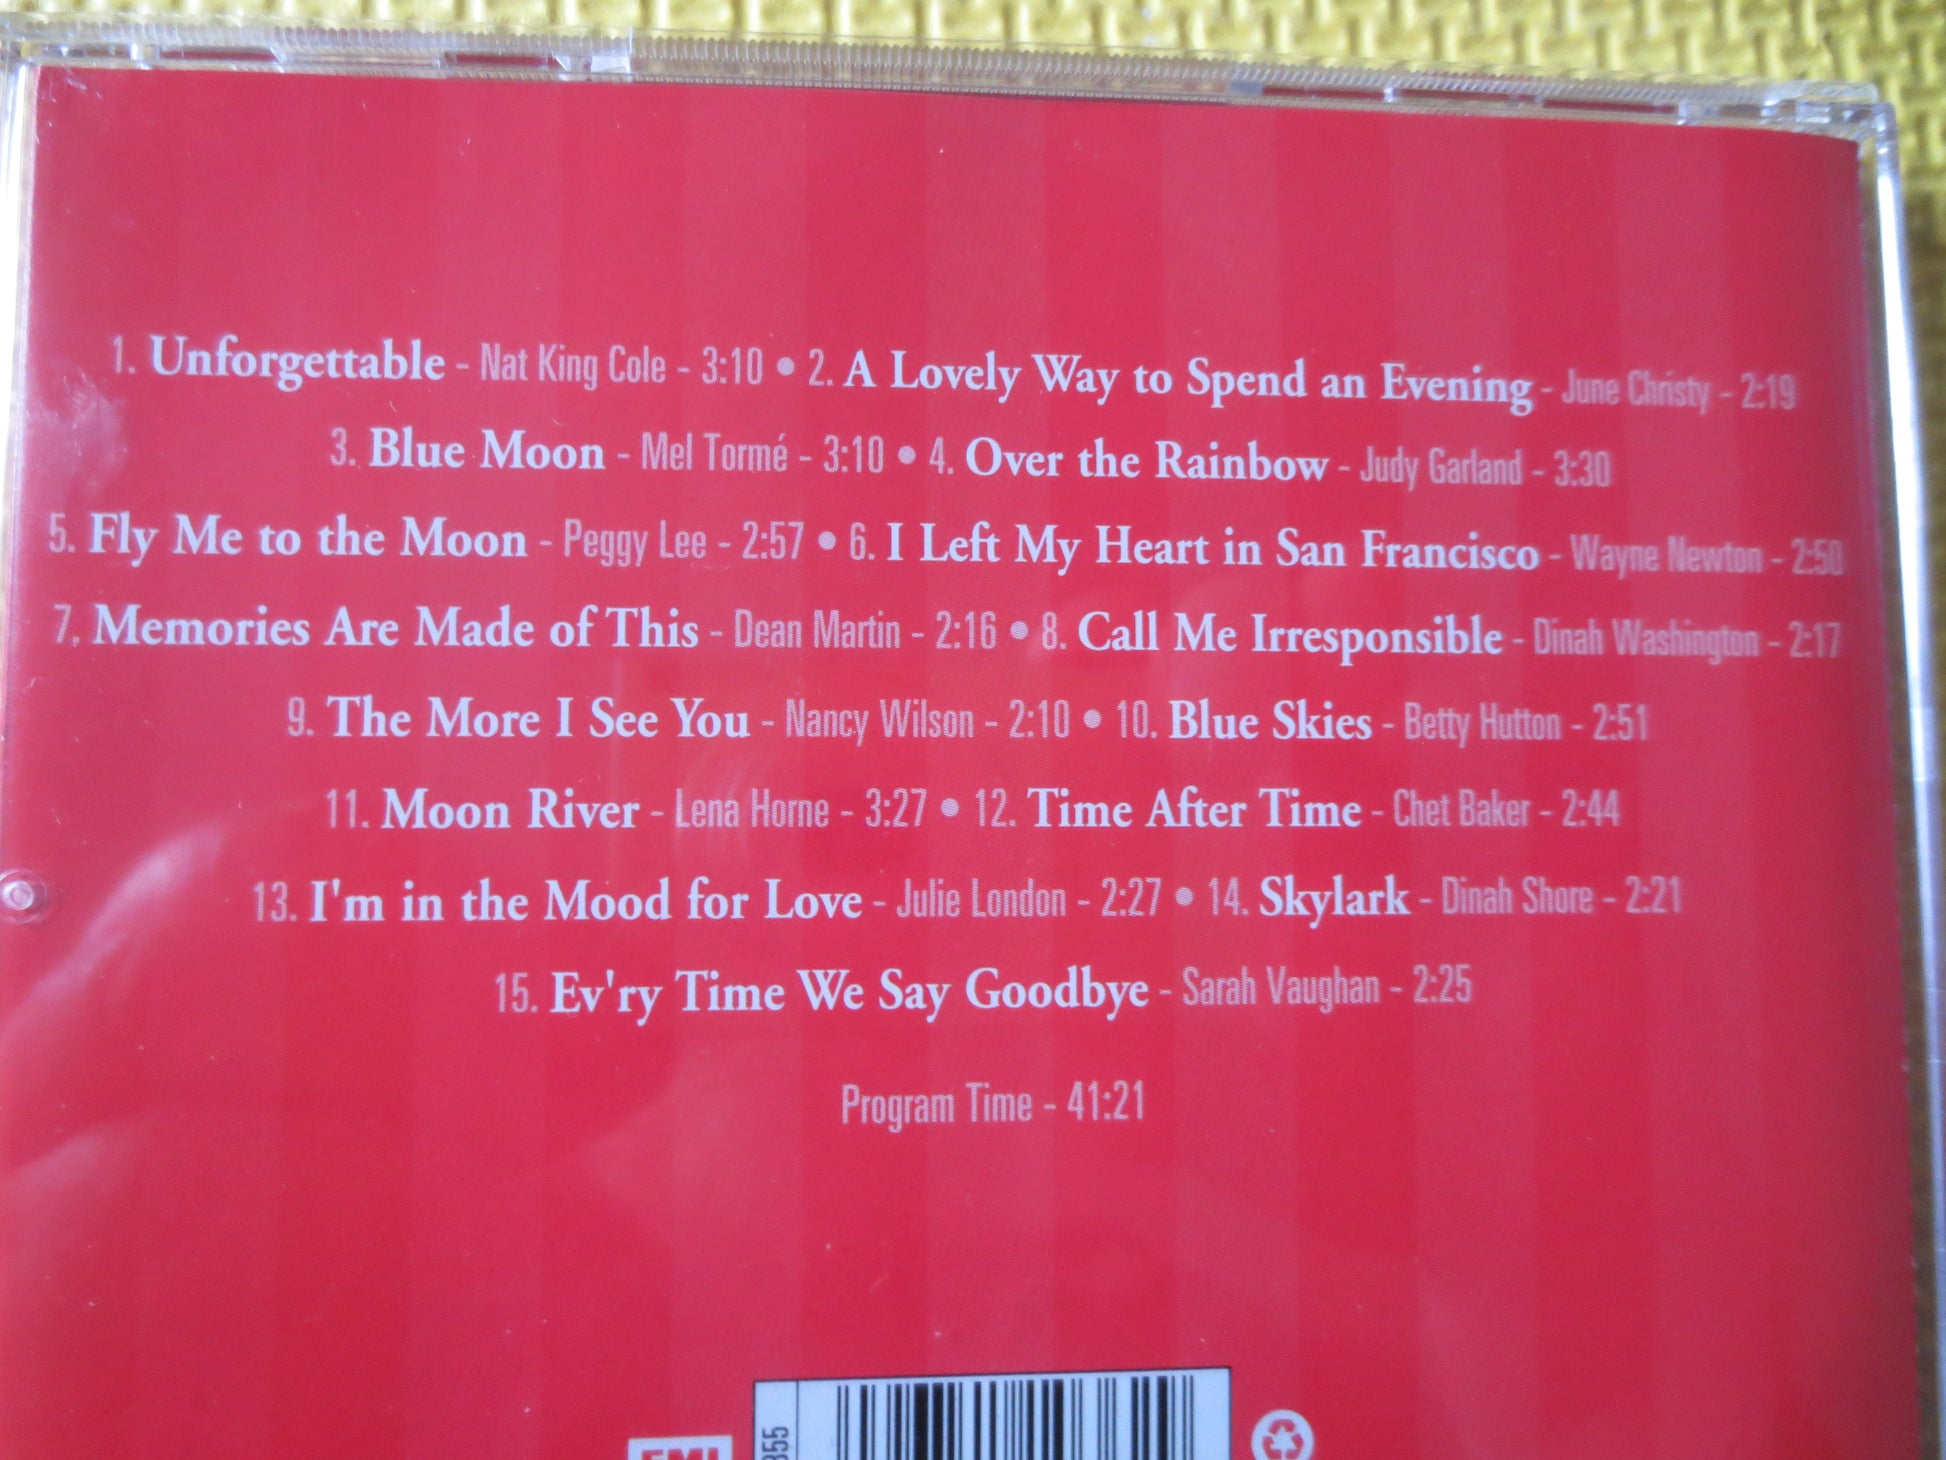 1. Unforgettable - Nat King Cole - 3:10 • 2. A Lovely Way to Spend an Evening - June Christy - 2:19
3. Blue Moon - Mel Tormé - 3:10 • 4. Over the Rainbow - Judy Garland - 3:30
5. Fly Me to the Moon - Peggy Lee - 2:57 • 6. I Left My Heart in San Francisco - Wayne Newton - 2:50
7. Memories Are Made of This - Dean Martin - 2:16 • 8. Call Me Irresponsible - Dinah Washington - 2:17
9. The More I See You - Nancy Wilson - 2:10 • 10. Blue Skies - Betty Hutton - 2:51
11. Moon River - Lena Horne - 3:27 • 12. Time After Time - Chet Baker - 2:44
13. I'm in the Mood for Love - Julie London - 2:27 • 14. Skylark - Dinah Shore - 2:21
15. Ev'ry Time We Say Goodbye - Sarah Vaughan - 2:25
Program Time - 41:21
EMI